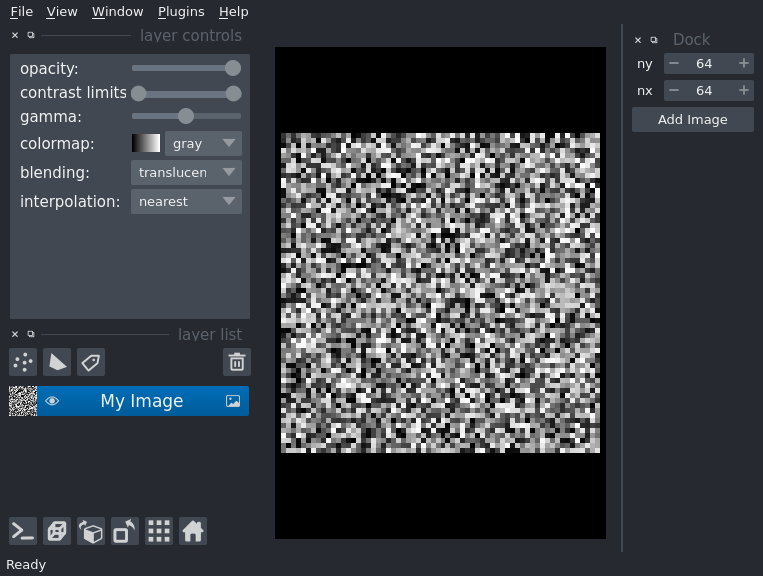 File View Window Plugins Help
layer controls
opacity:
contrast limits
gamma:
colormap: gray
blending: translucen
interpolation: nearest
layer list
My Image
Ready
Dock
ny 64
nx 64
Add Image